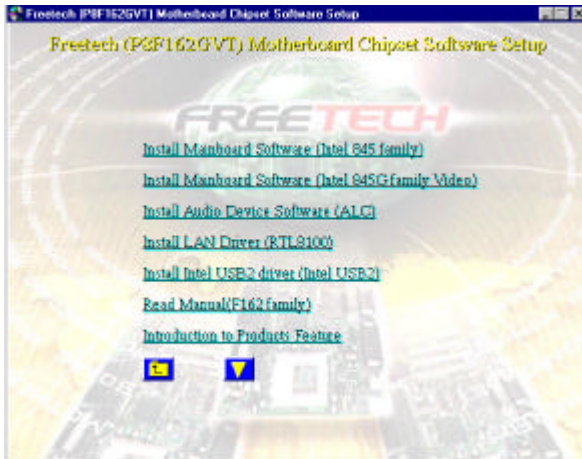 Freetech (P8F162GVT) Motherboard Chipset Software Setup
Freetech (P8F162GVT) Motherboard Chipset Software Setup
FREETECH
Install Mainboard Software (Intel 845 family)
Install Mainboard Software (Intel 845G family Video)
Install Audio Device Software (ALC)
Install LAN Driver (RTL8100)
Install Intel USB2 driver (Intel USB2)
Read Manual(F162 family)
Introduction to Products Feature